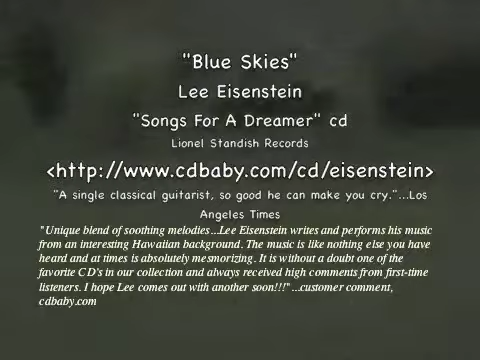 "Blue Skies"
Lee Eisenstein
"Songs For A Dreamer" cd
Lionel Standish Records
<http://www.cdbaby.com/cd/eisenstein>
"A single classical guitarist, so good he can make you cry."...Los
Angeles Times
"Unique blend of soothing melodies...Lee Eisenstein writes and performs his music
from an interesting Hawaiian background. The music is like nothing else you have
heard and at times is absolutely mesmorizing. It is without a doubt one of the
favorite CD's in our collection and always received high comments from first-time
listeners. I hope Lee comes out with another soon!!!"...customer comment,
cdbaby.com